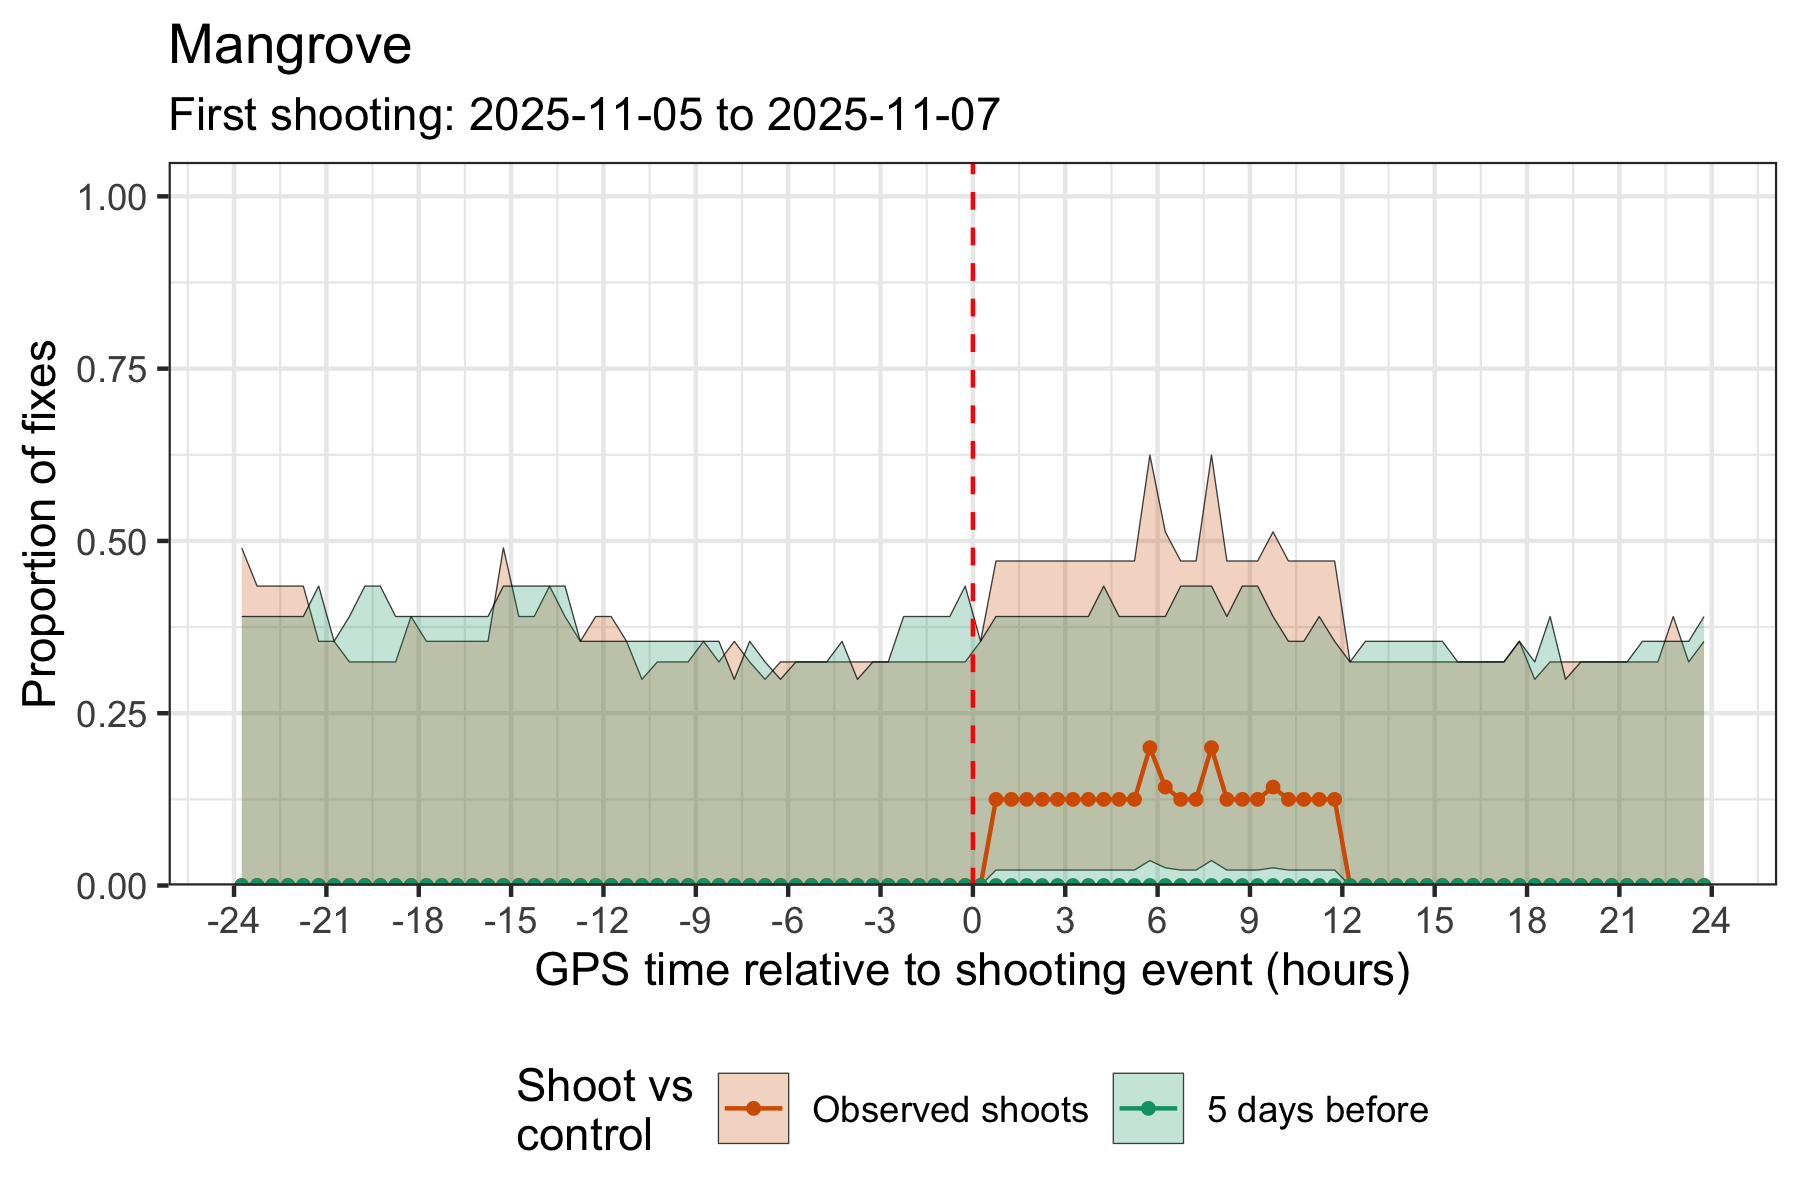 Mangrove
First shooting: 2025-11-05 to 2025-11-07
Proportion of fixes
1.00
0.75
0.50
0.25
0.00
-24 -21 -18 -15 -12 -9 -6 -3 0 3 6 9 12 15 18 21 24
GPS time relative to shooting event (hours)
Shoot vs
control
Observed shoots
5 days before